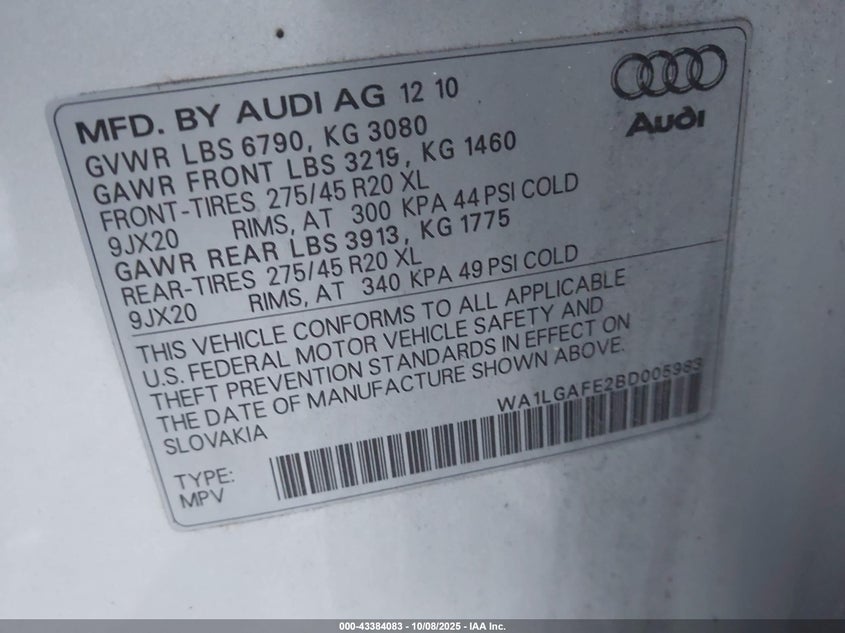 MFD. BY AUDI AG 12 10
Audi
GVWR LBS 6790, KG 3080
GAWR FRONT LBS 3219, KG 1460
FRONT-TIRES 275/45 R20 XL
9JX20 RIMS, AT 300 KPA 44 PSI COLD
GAWR REAR LBS 3913, KG 1775
REAR-TIRES 275/45 R20 XL
9JX20 RIMS, AT 340 KPA 49 PSI COLD
THIS VEHICLE CONFORMS TO ALL APPLICABLE
U.S. FEDERAL MOTOR VEHICLE SAFETY AND
THEFT PREVENTION STANDARDS IN EFFECT ON
THE DATE OF MANUFACTURE SHOWN ABOVE.
SLOVAKIA
WA1LGAFE2BD005983
TYPE:
MPV
000-43384083 - 10/08/2025 - IAA Inc.